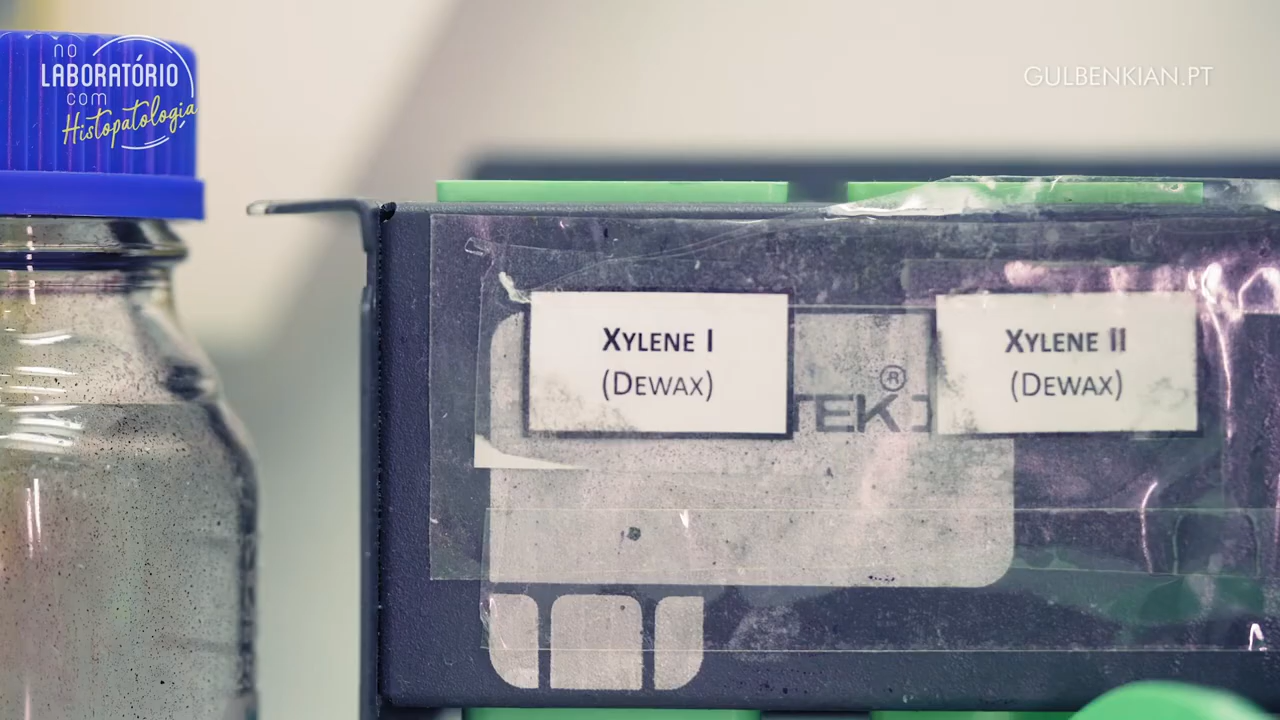 no
LABORATÓRIO
com
Histopatologia
GULBENKIAN.PT
XYLENE I
(DEWAX)
XYLENE II
(DEWAX)
®
TEK